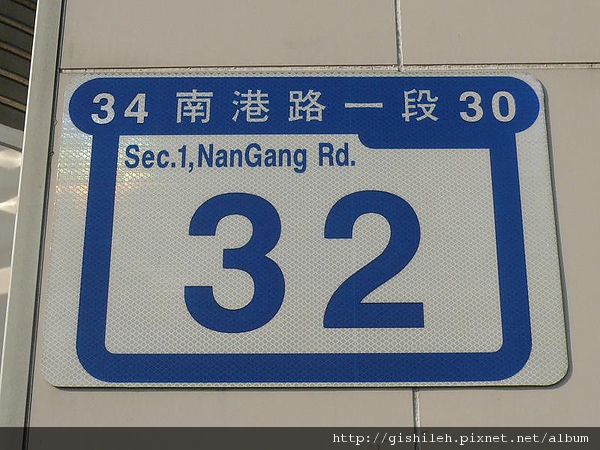 34 南港路一段 30
Sec.1,NanGang Rd.
32
http://gishileh.pixnet.net/album